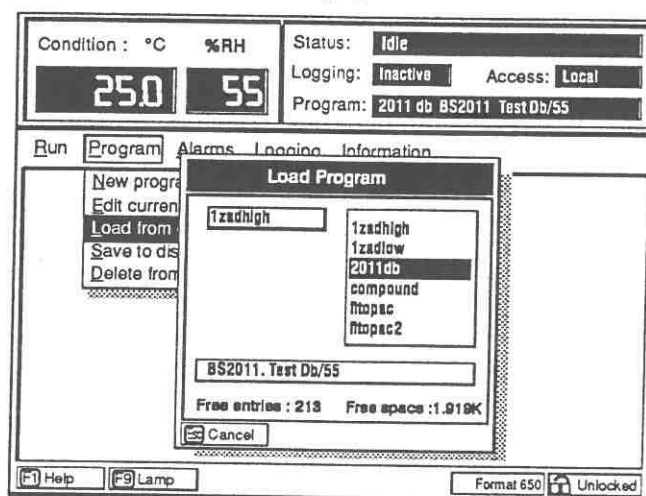 Condition : °C %RH
25.0 55
Status: Idle
Logging: Inactive Access: Local
Program: 2011 db BS2011 Test Db/55
Run Program Alarms Logging Information
New progra
Edit curren
Load from
Save to dis
Delete from
Load Program
1zadhigh
1zadhigh
1zadlow
2011db
compound
fitopac
fitopac2
BS2011. Test Db/55
Free entries : 213 Free space :1.919K
Cancel
F1 Help F9 Lamp Format 650 Unlocked